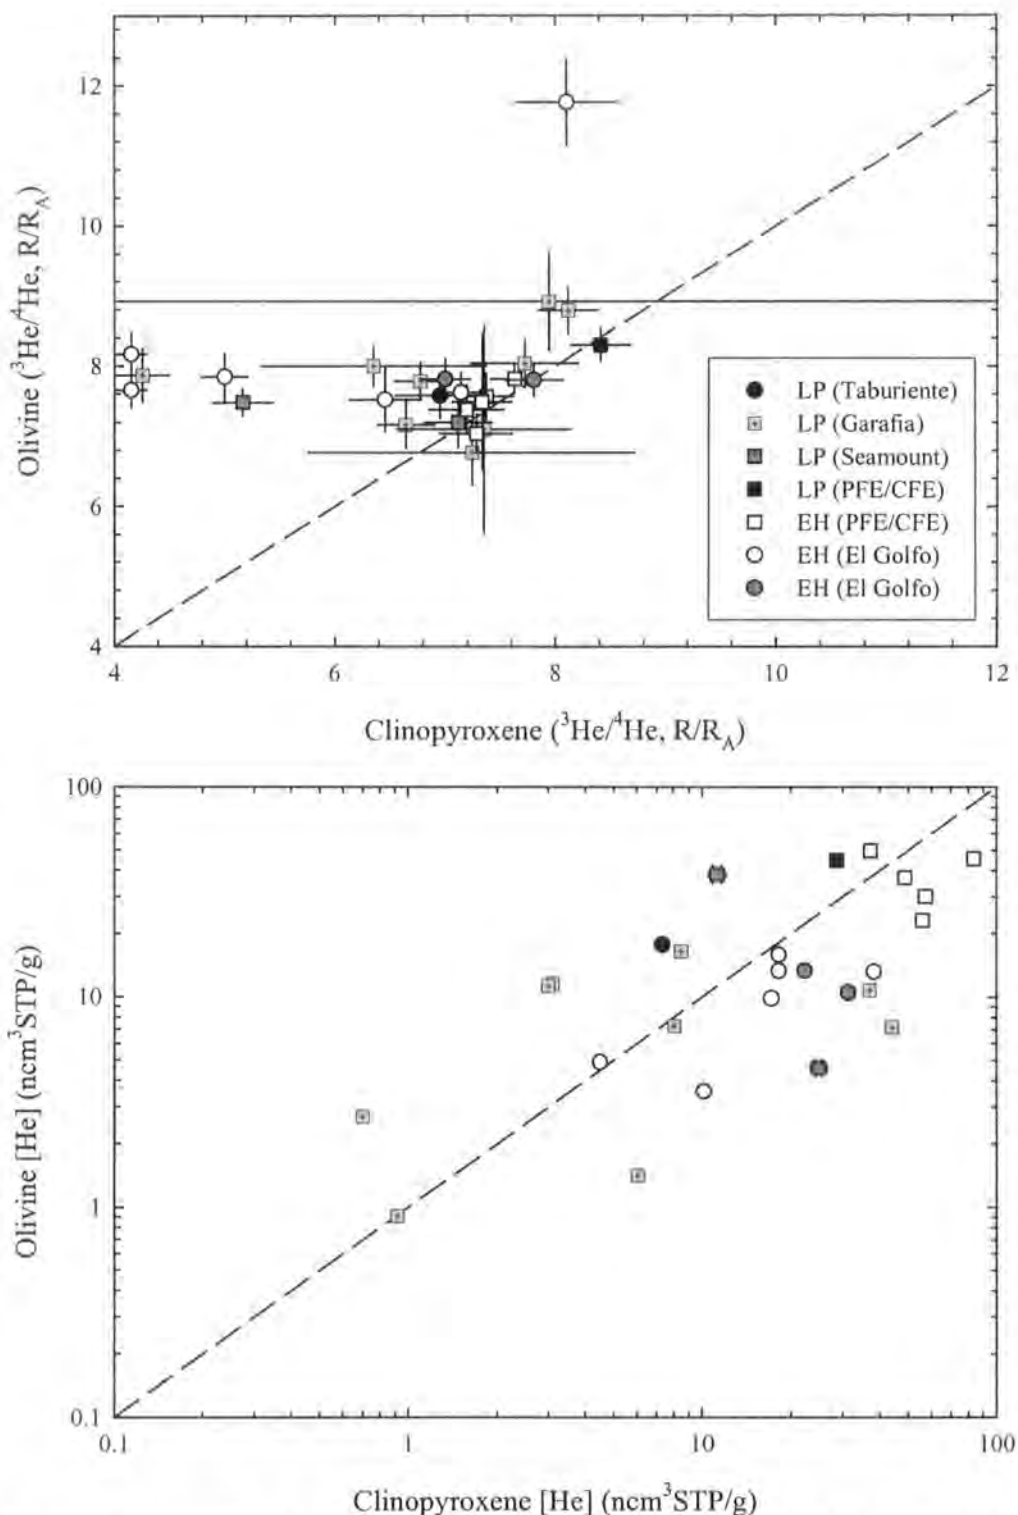 12
10
8
6
4
Olivine (³He/⁴He, R/R_A)
4 6 8 10 12
Clinopyroxene (³He/⁴He, R/R_A)
LP (Taburiente)
LP (Garafia)
LP (Seamount)
LP (PFE/CFE)
EH (PFE/CFE)
EH (El Golfo)
EH (El Golfo)
100
10
1
0.1
Olivine [He] (ncm³STP/g)
0.1 1 10 100
Clinopyroxene [He] (ncm³STP/g)